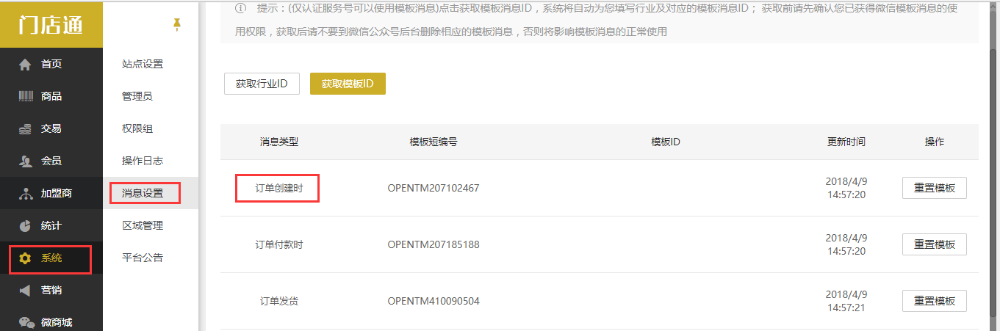 门店通
首页
商品
交易
会员
加盟商
统计
系统
营销
微商城
站点设置
管理员
权限组
操作日志
消息设置
区域管理
平台公告
提示：(仅认证服务号可以使用模板消息)点击获取模板消息ID，系统将自动为您填写行业及对应的模板消息ID； 获取前请先确认您已获得微信模板消息的使
用权限，获取后请不要到微信公众号后台删除相应的模板消息，否则将影响模板消息的正常使用
获取行业ID 获取模板ID
消息类型 模板短编号 模板ID 更新时间 操作
订单创建时 OPENTM207102467 2018/4/9 重置模板
14:57:20
订单付款时 OPENTM207185188 2018/4/9 重置模板
14:57:20
订单发货 OPENTM410090504 2018/4/9 重置模板
14:57:21